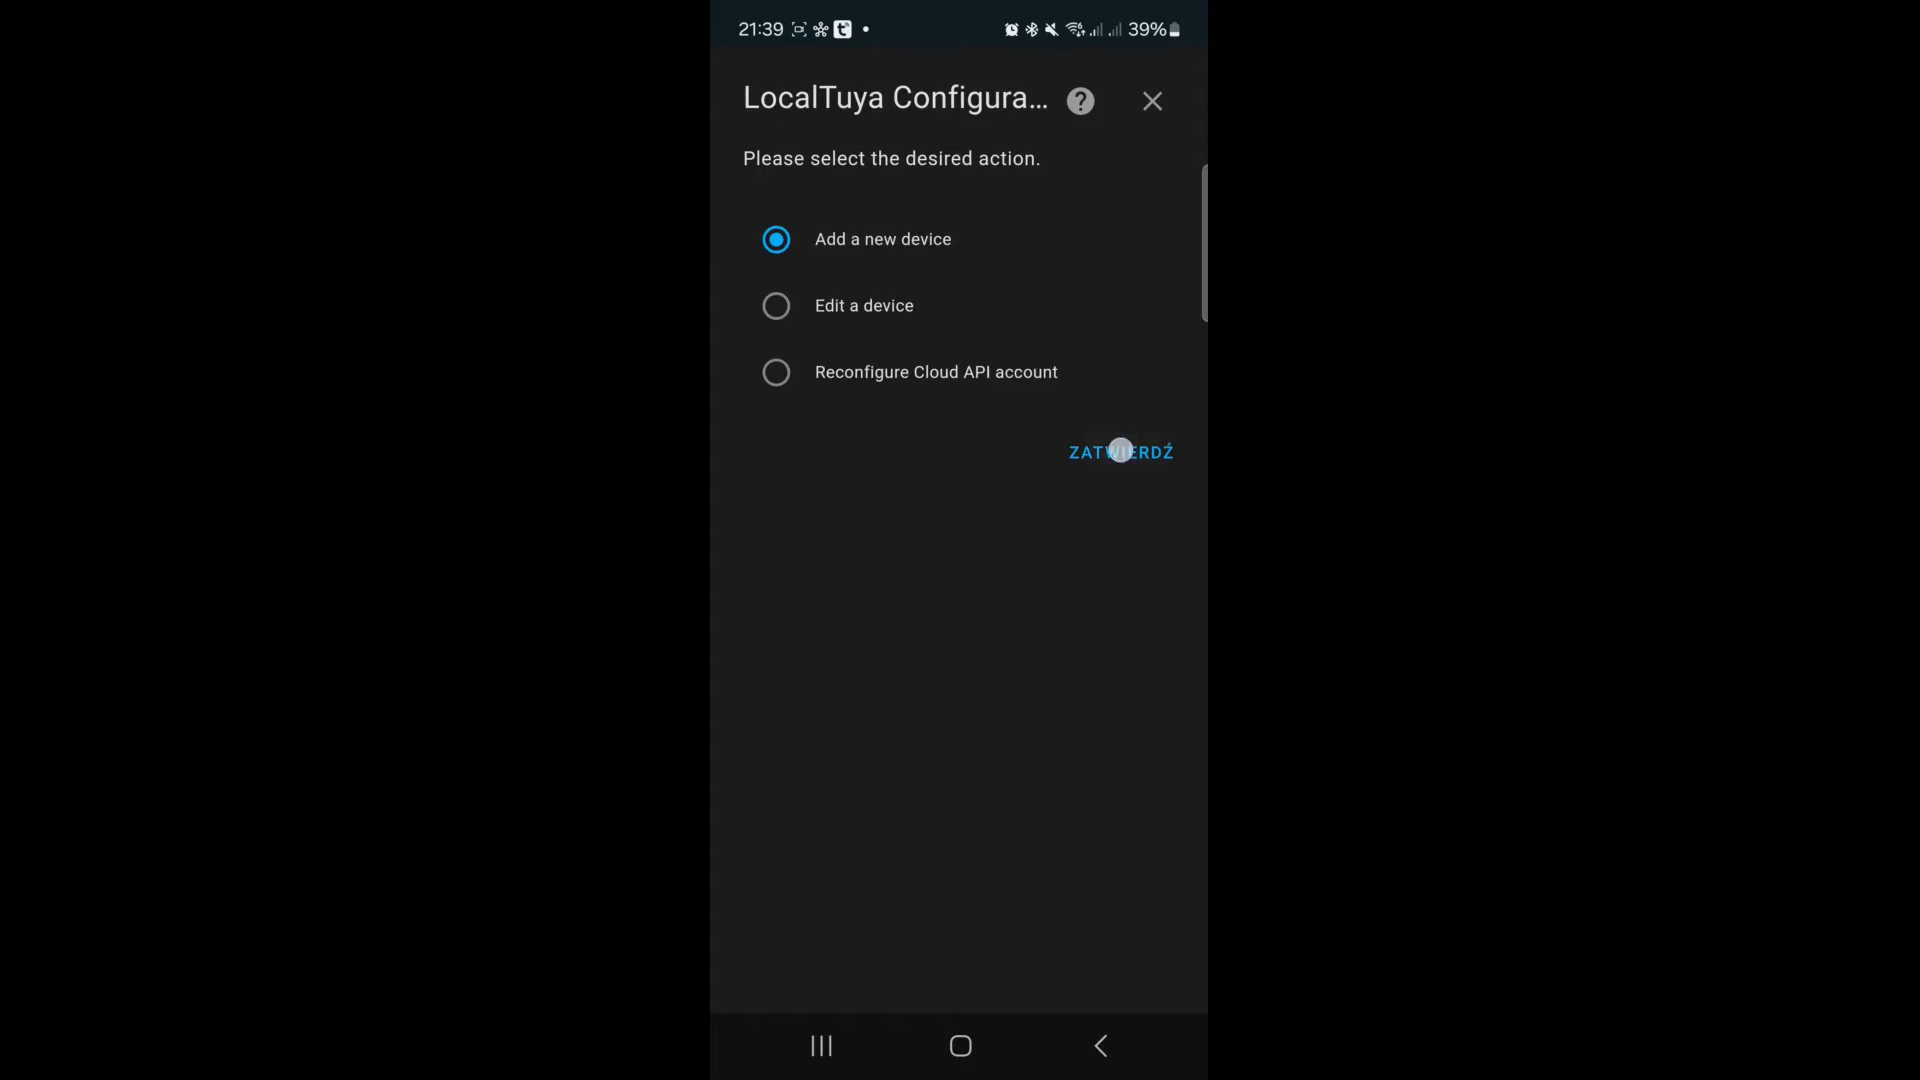 21:39
39%
LocalTuya Configura...
Please select the desired action.
Add a new device
Edit a device
Reconfigure Cloud API account
ZATWIERDŹ